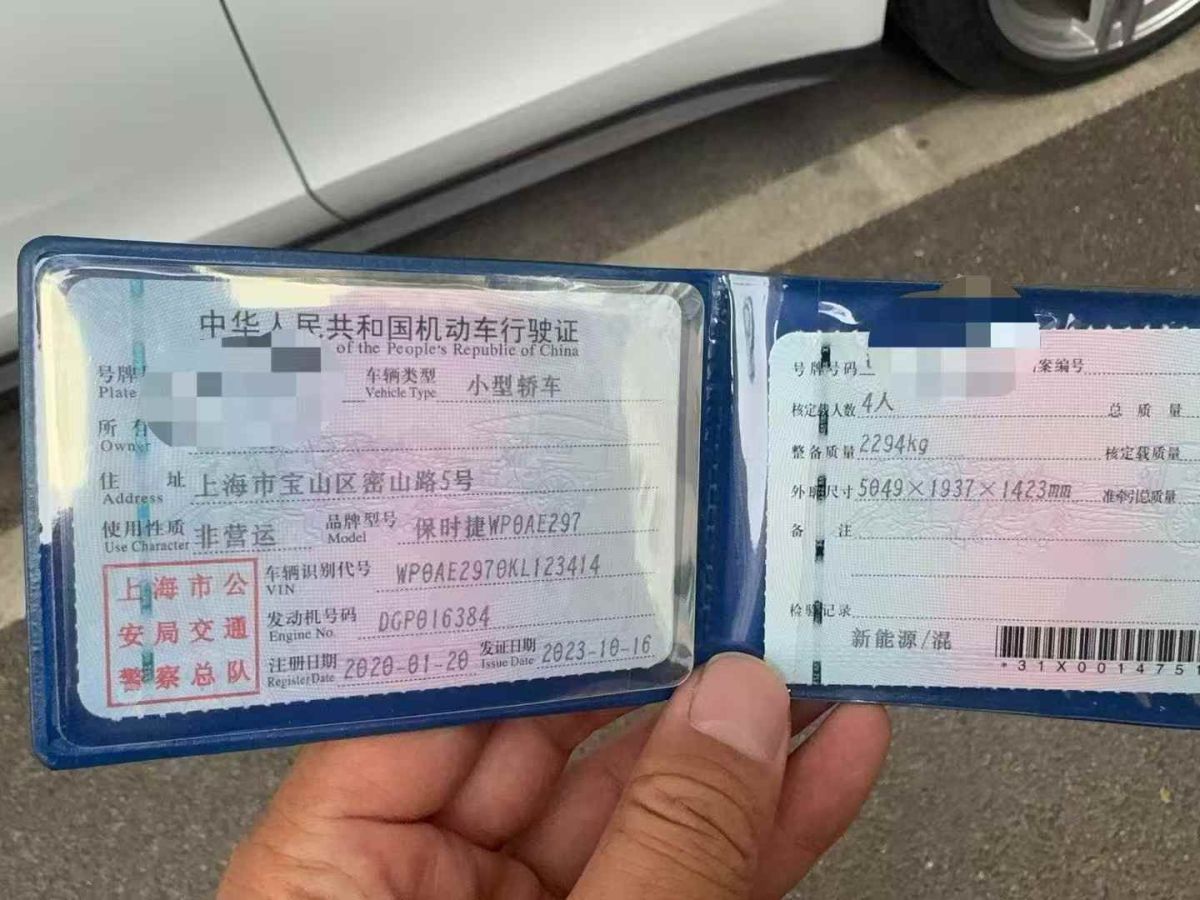 中华人民共和国机动车行驶证
of the People's Republic of China
号牌
Plate
车辆类型 小型轿车
Vehicle Type
所有
Owner
住 址 上海市宝山区密山路5号
Address
使用性质 非营运 品牌型号 保时捷WP0AE297
Use Character Model
上海市公
安局交通
警察总队
车辆识别代号 WP0AE2970KL123414
VIN
发动机号码 DGP016384
Engine No.
注册日期 2020-01-20 发证日期 2023-10-16
Register Date Issue Date
号牌号码 案编号
核定载人数 4人 总质量
整备质量 2294kg 核定载质量
外廓尺寸 5049×1937×1423mm 准牵引总质量
备 注
检验记录
新能源/混
*31X001475